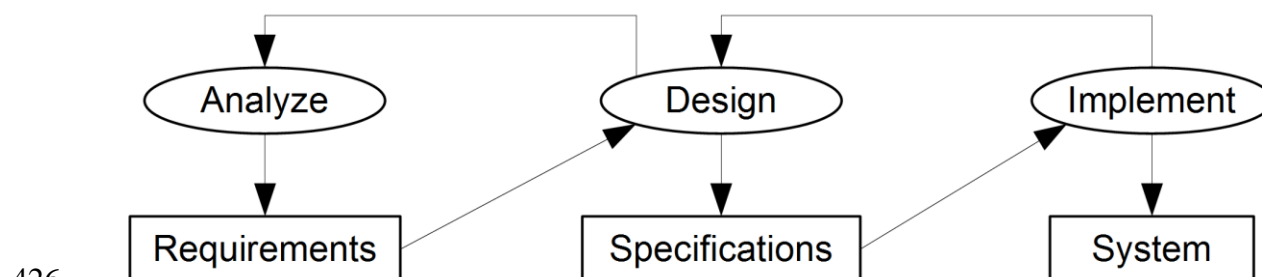 Analyze Design Implement
Requirements Specifications System
426